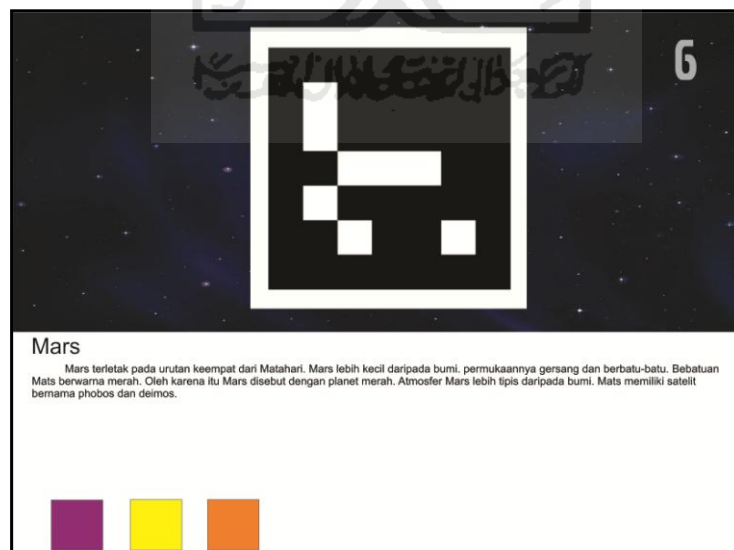 6
Mars
Mars terletak pada urutan keempat dari Matahari. Mars lebih kecil daripada bumi. permukaannya gersang dan berbatu-batu. Bebatuan
Mats berwarna merah. Oleh karena itu Mars disebut dengan planet merah. Atmosfer Mars lebih tipis daripada bumi. Mats memiliki satelit
bernama phobos dan deimos.